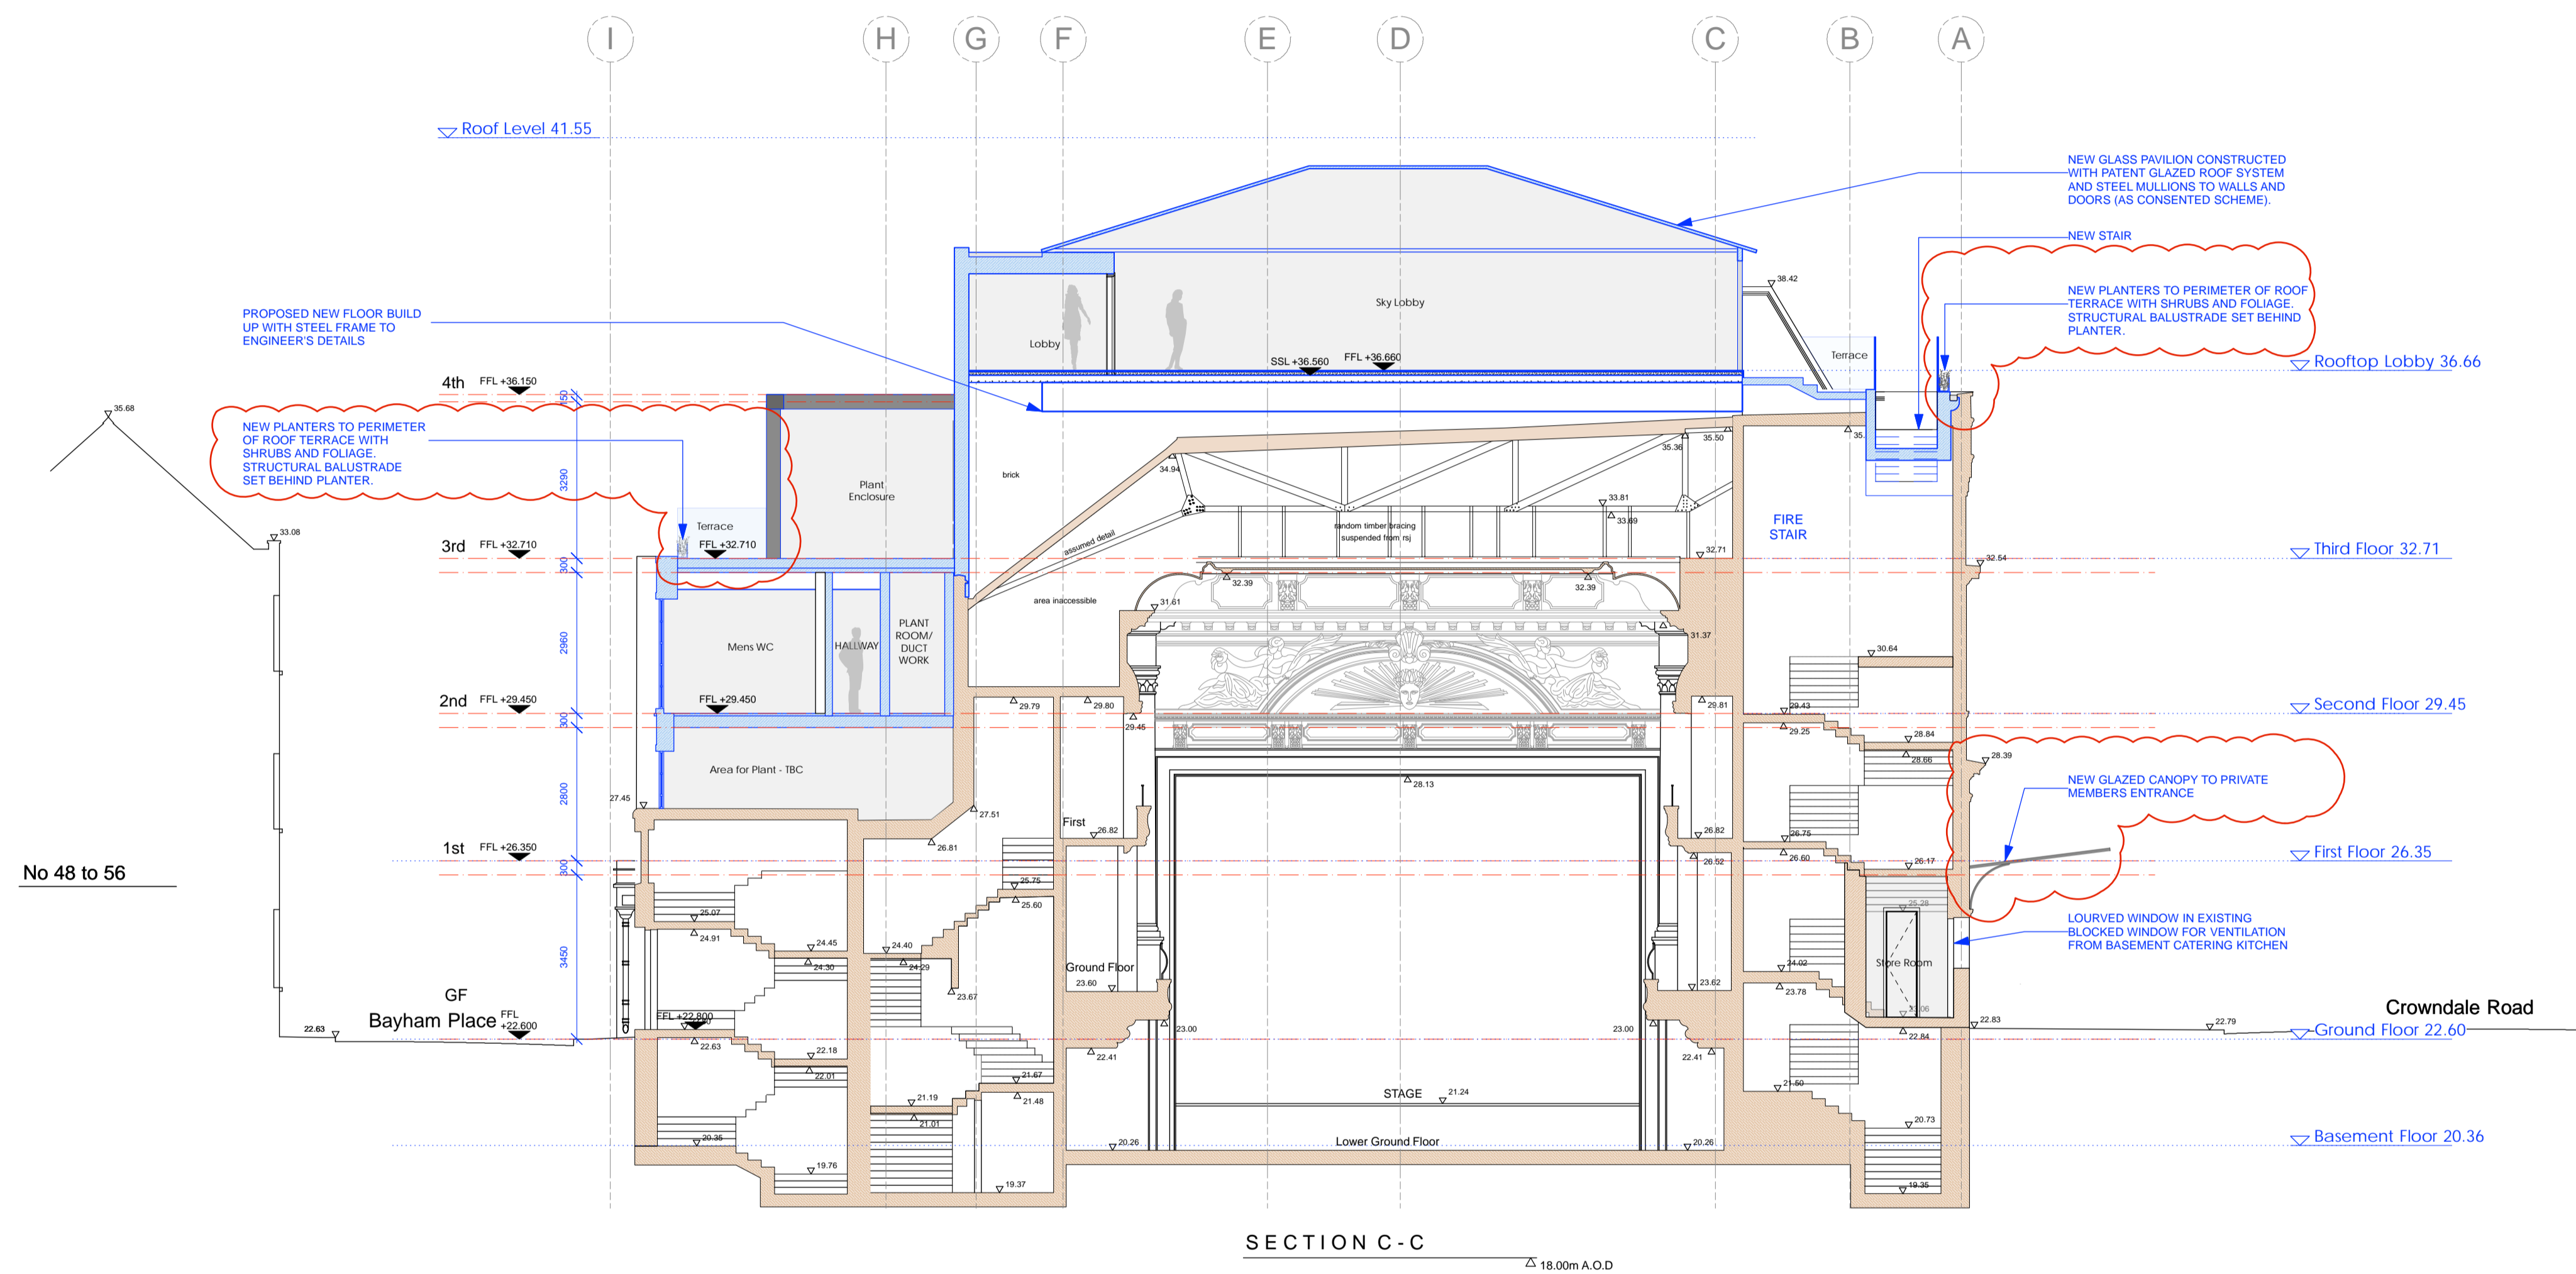 I
H
G
F
E
D
C
B
A
Roof Level 41.55
NEW GLASS PAVILION CONSTRUCTED
WITH PATENT GLAZED ROOF SYSTEM
AND STEEL MULLIONS TO WALLS AND
DOORS (AS CONSENTED SCHEME).
NEW STAIR
NEW PLANTERS TO PERIMETER OF ROOF
TERRACE WITH SHRUBS AND FOLIAGE.
STRUCTURAL BALUSTRADE SET BEHIND
PLANTER.
38.42
Sky Lobby
Lobby
PROPOSED NEW FLOOR BUILD
UP WITH STEEL FRAME TO
ENGINEER'S DETAILS
SSL +36.560
FFL +36.660
Terrace
Rooftop Lobby 36.66
4th
FFL +36.150
150
35.68
NEW PLANTERS TO PERIMETER
OF ROOF TERRACE WITH
SHRUBS AND FOLIAGE.
STRUCTURAL BALUSTRADE
SET BEHIND PLANTER.
3290
Plant
Enclosure
brick
34.94
35.36
35.50
35.
33.81
33.69
random timber bracing
suspended from rsj
assumed detail
FIRE
STAIR
33.08
Terrace
3rd
FFL +32.710
FFL +32.710
300
32.71
32.54
Third Floor 32.71
32.39
32.39
area inaccessible
31.61
31.37
2960
Mens WC
HALLWAY
PLANT
ROOM/
DUCT
WORK
30.64
2nd
FFL +29.450
FFL +29.450
300
29.79
29.80
29.45
29.81
29.43
29.25
Second Floor 29.45
28.84
28.66
28.39
Area for Plant - TBC
2800
28.13
NEW GLAZED CANOPY TO PRIVATE
MEMBERS ENTRANCE
27.45
27.51
First
26.82
26.82
26.75
26.81
26.52
26.60
26.17
1st
FFL +26.350
300
First Floor 26.35
No 48 to 56
25.75
25.60
25.28
25.07
24.91
24.45
24.30
24.40
24.29
LOURVED WINDOW IN EXISTING
BLOCKED WINDOW FOR VENTILATION
FROM BASEMENT CATERING KITCHEN
3450
Ground Floor
23.60
23.67
23.62
24.02
23.78
Store Room
23.06
GF
Bayham Place
FFL
+22.600
FFL +22.800
22.63
22.63
23.00
23.00
22.41
22.41
22.84
22.83
22.79
Crowndale Road
Ground Floor 22.60
22.18
22.01
21.67
21.48
21.50
21.19
21.01
STAGE
21.24
20.73
20.35
20.26
Lower Ground Floor
20.26
Basement Floor 20.36
19.76
19.37
19.35
SECTION C-C
18.00m A.O.D